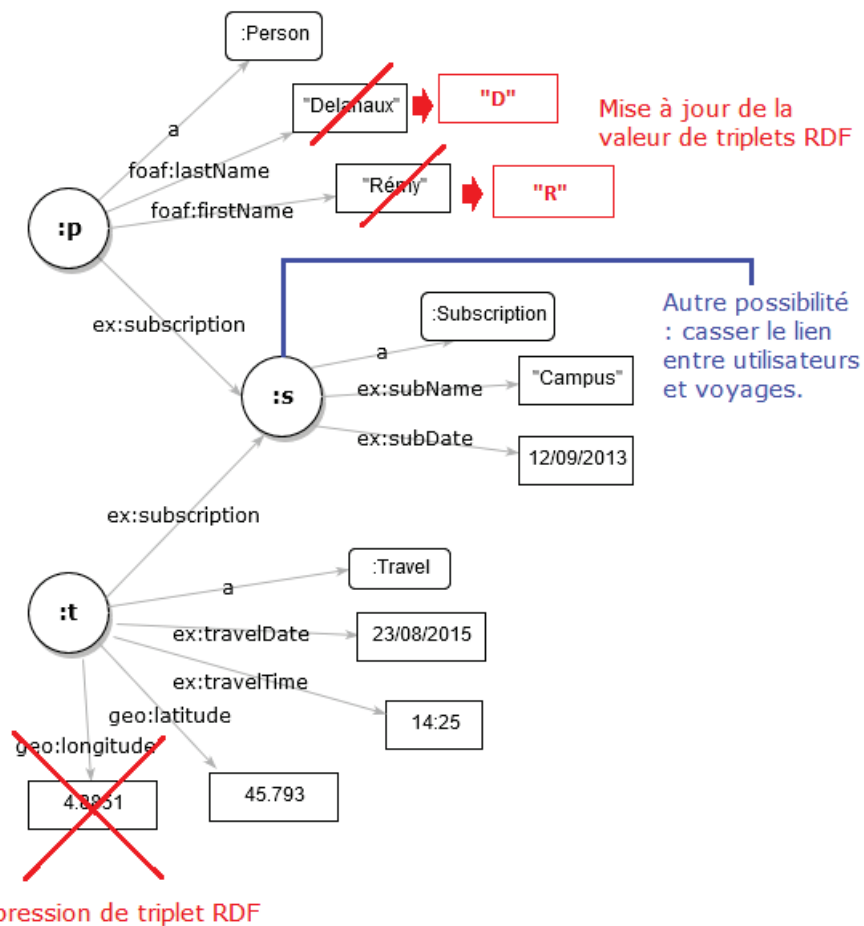 :Person
"Delanaux"
"D"
Mise à jour de la
valeur de triplets RDF
a
foaf:lastName
"Rémy"
"R"
foaf:firstName
:p
ex:subscription
Autre possibilité
: casser le lien
entre utilisateurs
et voyages.
:Subscription
a
"Campus"
ex:subName
:s
ex:subDate
12/09/2013
ex:subscription
:Travel
a
:t
ex:travelDate
23/08/2015
ex:travelTime
geo:latitude
14:25
geo:longitude
4.8851
45.793
pression de triplet RDF